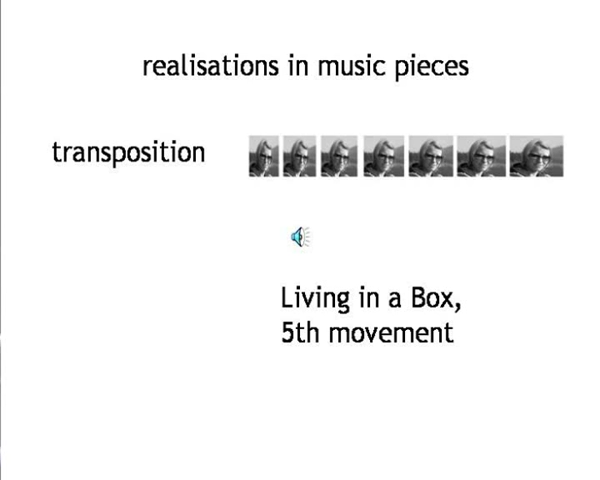 realisations in music pieces
transposition
Living in a Box,
5th movement